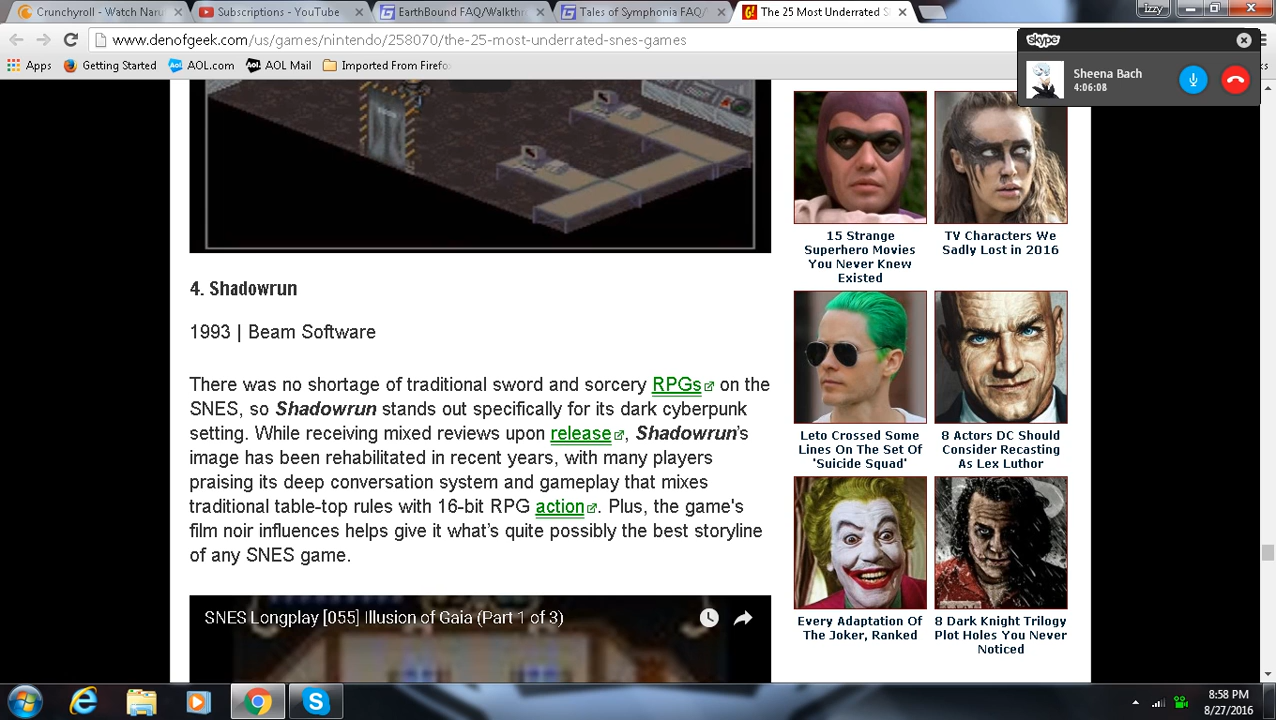 Crunchyroll - Watch Naru
Subscriptions - YouTube
EarthBound FAQ/Walkthr
Tales of Symphonia FAQ/
The 25 Most Underrated S
Izzy
www.denofgeek.com/us/games/nintendo/258070/the-25-most-underrated-snes-games
Apps
Getting Started
AOL.com
AOL Mail
Imported From Firefo
skype
Sheena Bach
4:06:08
4. Shadowrun
1993 | Beam Software
There was no shortage of traditional sword and sorcery RPGs on the
SNES, so Shadowrun stands out specifically for its dark cyberpunk
setting. While receiving mixed reviews upon release, Shadowrun's
image has been rehabilitated in recent years, with many players
praising its deep conversation system and gameplay that mixes
traditional table-top rules with 16-bit RPG action. Plus, the game's
film noir influences helps give it what's quite possibly the best storyline
of any SNES game.
SNES Longplay [055] Illusion of Gaia (Part 1 of 3)
15 Strange
Superhero Movies
You Never Knew
Existed
TV Characters We
Sadly Lost in 2016
Leto Crossed Some
Lines On The Set Of
'Suicide Squad'
8 Actors DC Should
Consider Recasting
As Lex Luthor
Every Adaptation Of
The Joker, Ranked
8 Dark Knight Trilogy
Plot Holes You Never
Noticed
8:58 PM
8/27/2016